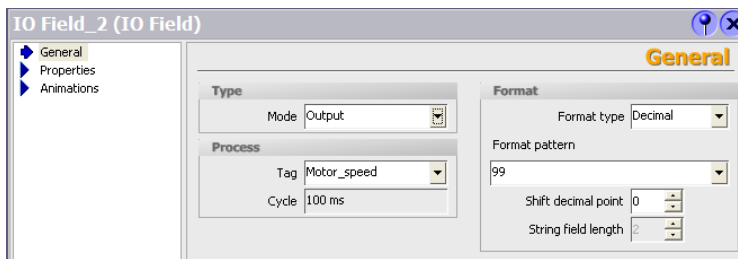 IO Field_2 (IO Field)
General
Properties
Animations
General
Type
Mode Output
Process
Tag Motor_speed
Cycle 100 ms
Format
Format type Decimal
Format pattern
99
Shift decimal point 0
String field length 2